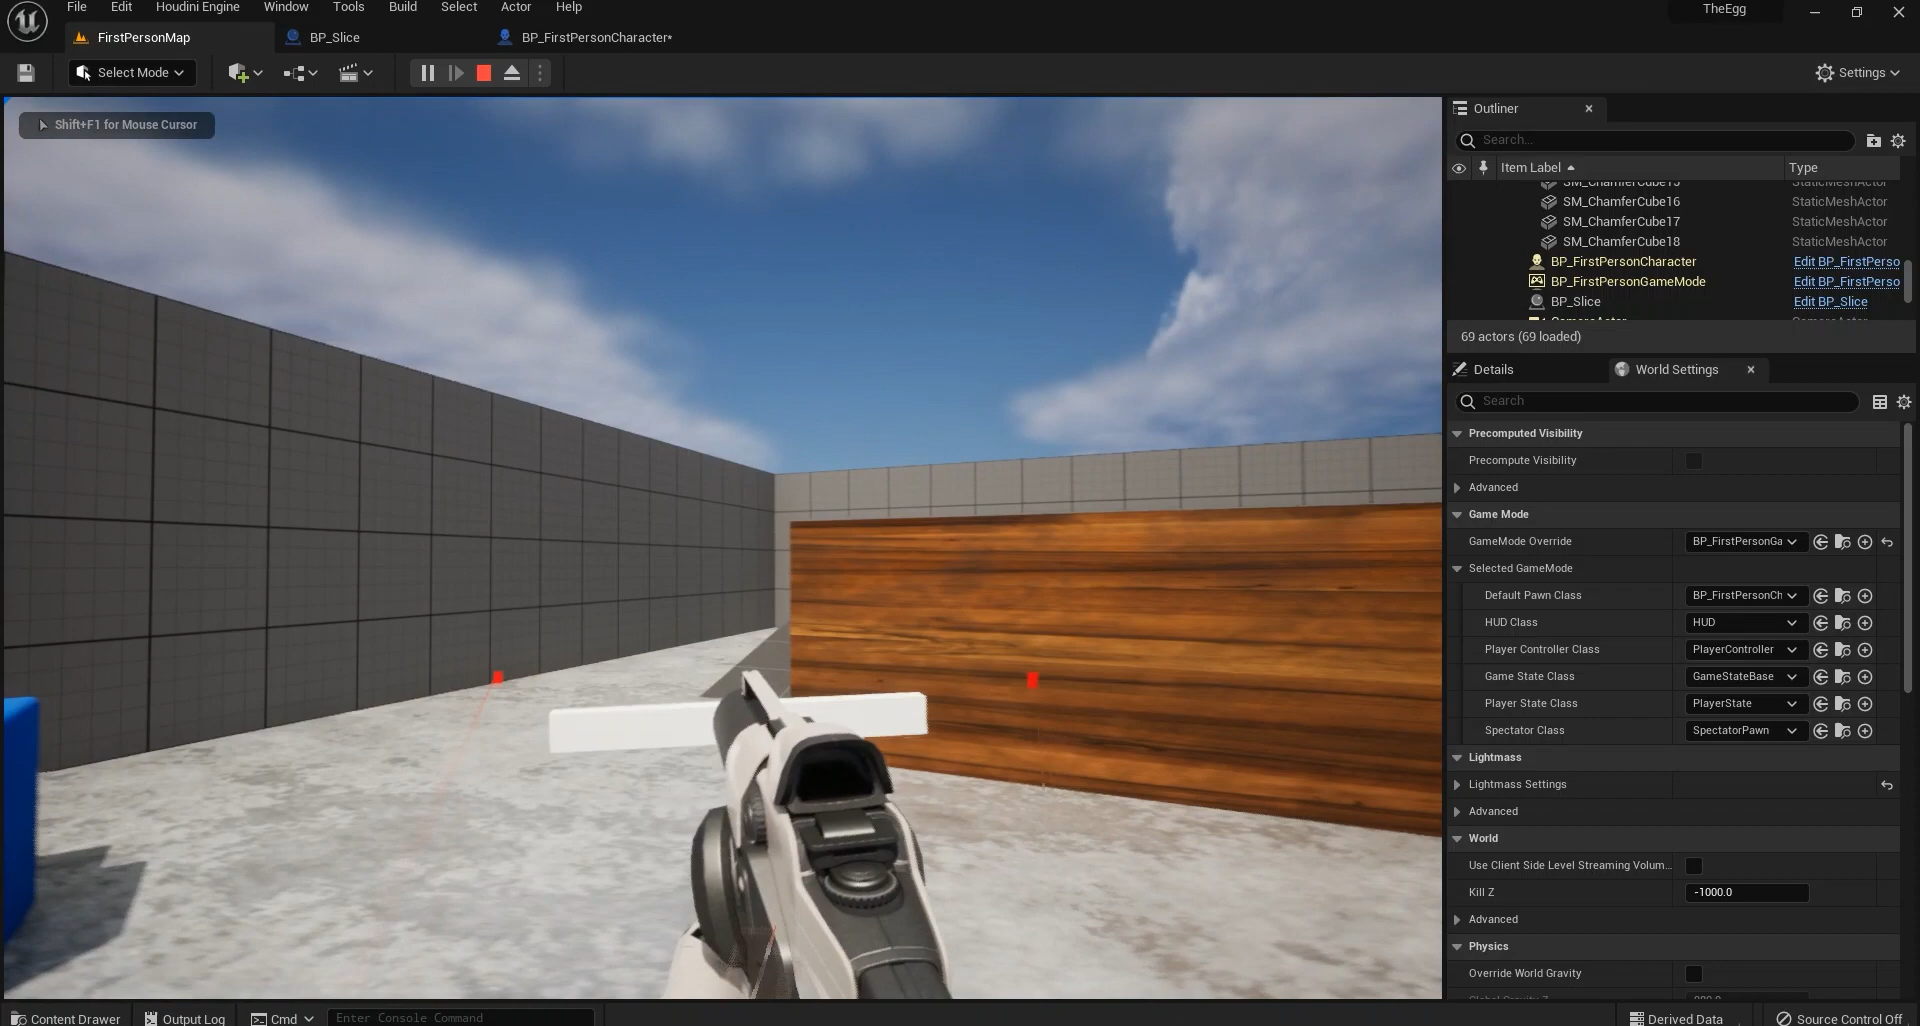 File Edit Houdini Engine Window Tools Build Select Actor Help
TheEgg
FirstPersonMap
BP_Slice
BP_FirstPersonCharacter*
Select Mode
Settings
Shift+F1 for Mouse Cursor
Outliner
Search...
Item Label
Type
SM_ChamferCube15 StaticMeshActor
SM_ChamferCube16 StaticMeshActor
SM_ChamferCube17 StaticMeshActor
SM_ChamferCube18 StaticMeshActor
BP_FirstPersonCharacter Edit BP_FirstPerso
BP_FirstPersonGameMode Edit BP_FirstPerso
BP_Slice Edit BP_Slice
CameraActor CameraActor
69 actors (69 loaded)
Details
World Settings
Search
Precomputed Visibility
Precompute Visibility
Advanced
Game Mode
GameMode Override BP_FirstPersonGa
Selected GameMode
Default Pawn Class BP_FirstPersonCh
HUD Class HUD
Player Controller Class PlayerController
Game State Class GameStateBase
Player State Class PlayerState
Spectator Class SpectatorPawn
Lightmass
Lightmass Settings
Advanced
World
Use Client Side Level Streaming Volum...
Kill Z -1000.0
Advanced
Physics
Override World Gravity
Global Gravity Z
Content Drawer
Output Log
Cmd
Enter Console Command
Derived Data
Source Control Off